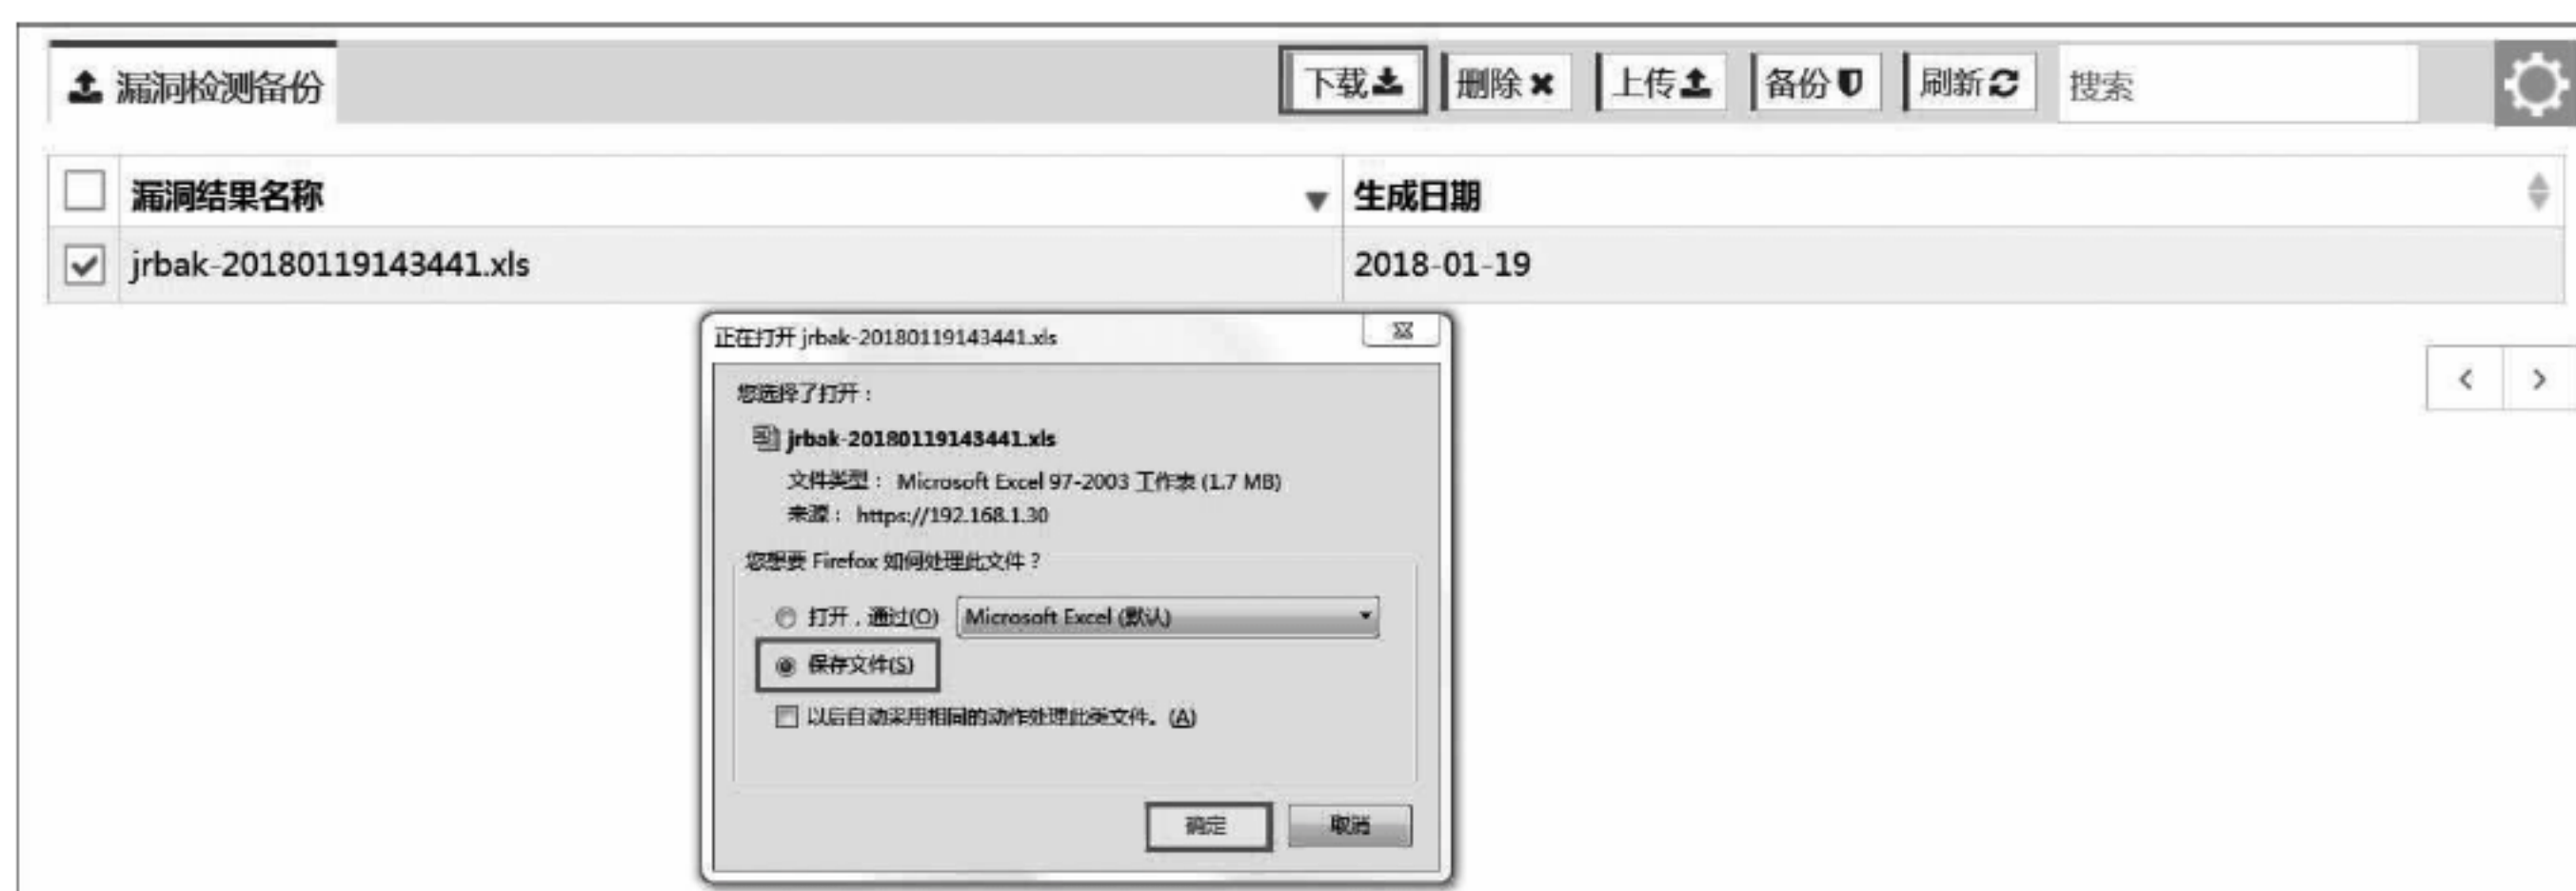 漏洞检测备份 下载 删除 上传 备份 刷新 搜索
漏洞结果名称 生成日期
jrbak-20180119143441.xls 2018-01-19
正在打开 jrbak-20180119143441.xls
您选择了打开：
jrbak-20180119143441.xls
文件类型： Microsoft Excel 97-2003 工作表 (1.7 MB)
来源： https://192.168.1.30
您想要 Firefox 如何处理此文件？
打开，通过(O) Microsoft Excel (默认)
保存文件(S)
以后自动采用相同的动作处理此类文件。(A)
确定 取消